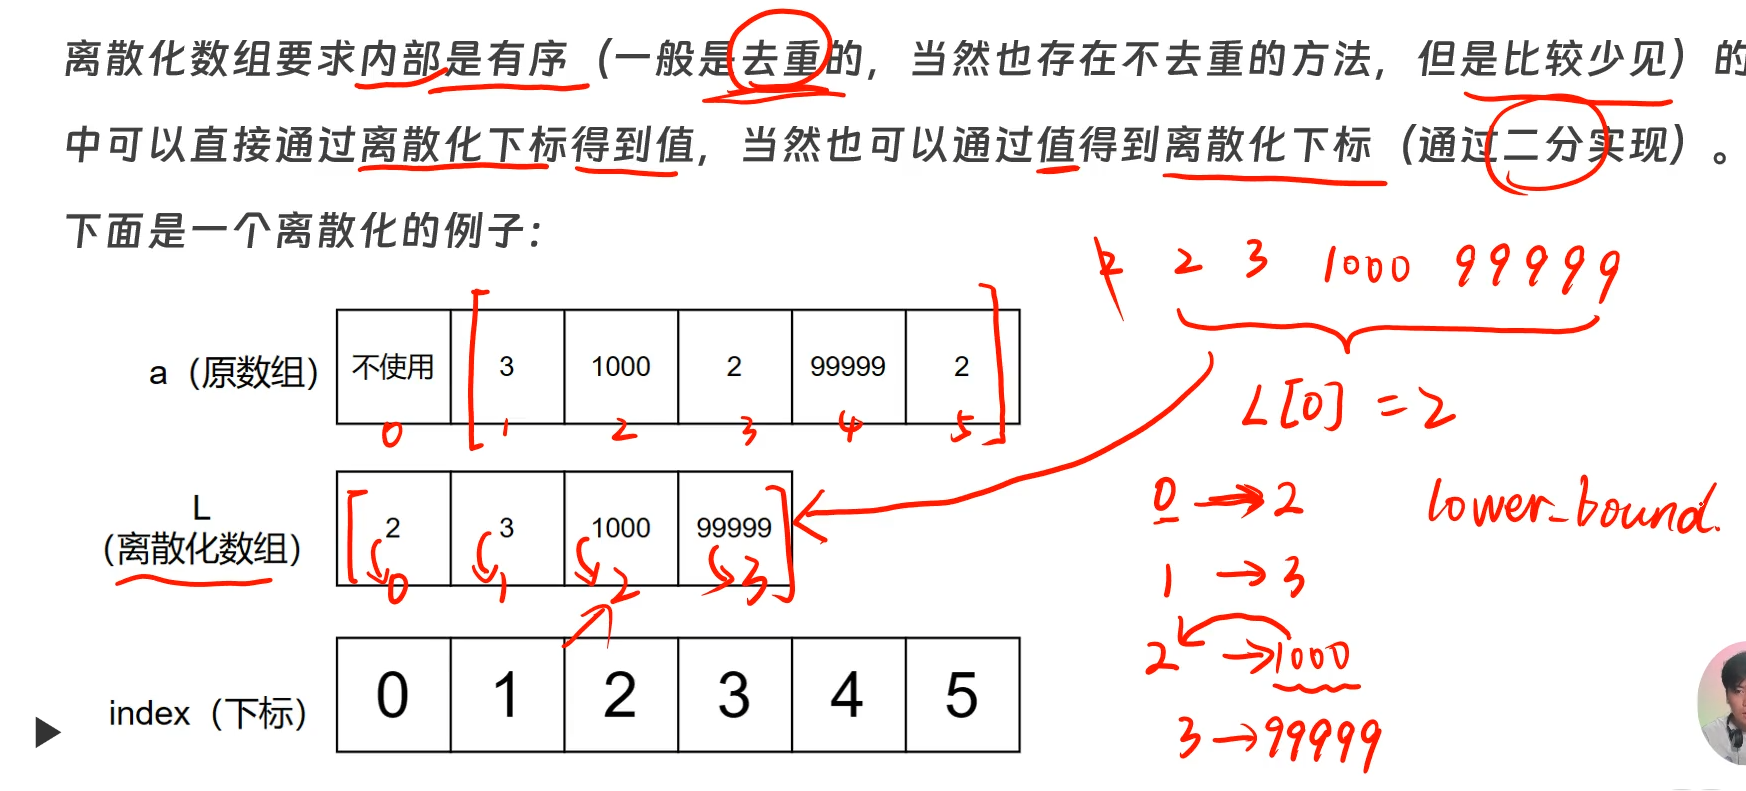 离散化数组要求内部是有序（一般是去重的，当然也存在不去重的方法，但是比较少见）的
中可以直接通过离散化下标得到值，当然也可以通过值得到离散化下标（通过二分实现）。
下面是一个离散化的例子：
2 2 3 1000 99999
a（原数组） 不使用 3 1000 2 99999 2
0 1 2 3 4 5
L[0] = 2
L
（离散化数组） 2 3 1000 99999
0 1 2 3
0 → 2
lower_bound
1 → 3
2 → 1000
3 → 99999
index（下标） 0 1 2 3 4 5